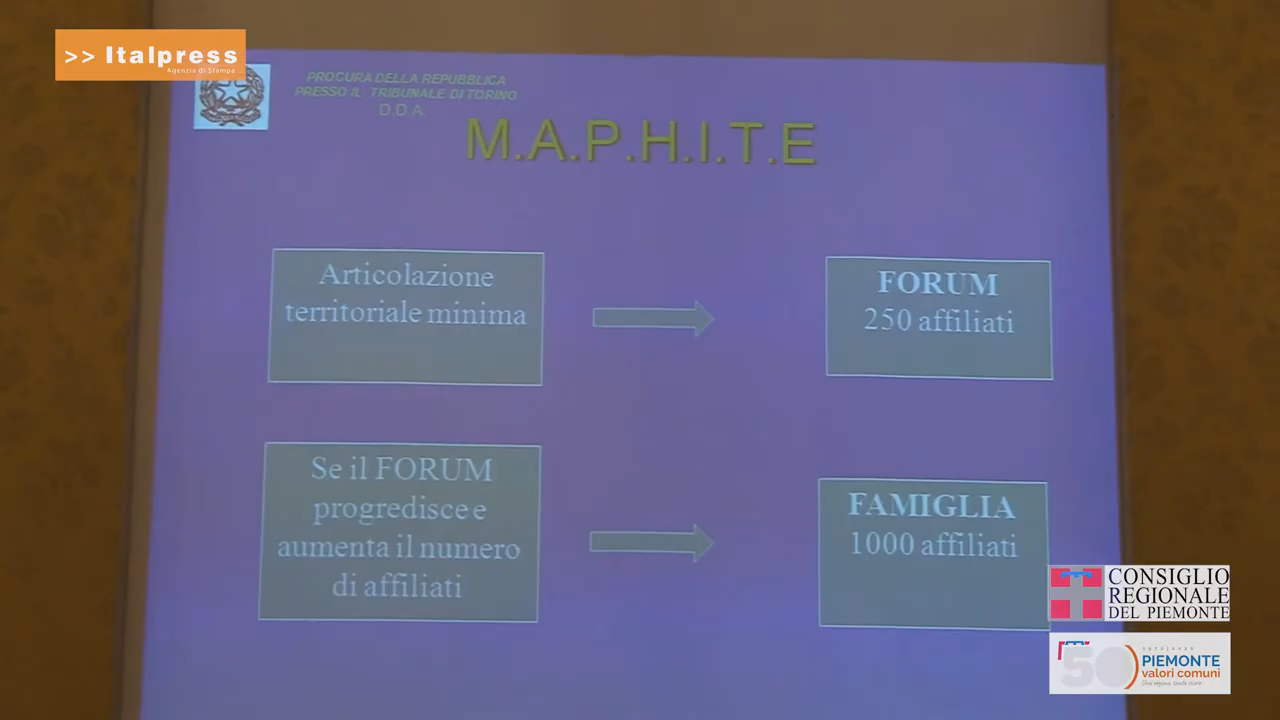 >> Italpress
Agenzia di Stampa
PROCURA DELLA REPUBBLICA
PRESSO IL TRIBUNALE DI TORINO
D.D.A.
M.A.P.H.I.T.E
Articolazione
territoriale minima
FORUM
250 affiliati
Se il FORUM
progredisce e
aumenta il numero
di affiliati
FAMIGLIA
1000 affiliati
CONSIGLIO
REGIONALE
DEL PIEMONTE
50
PIEMONTE
valori comuni